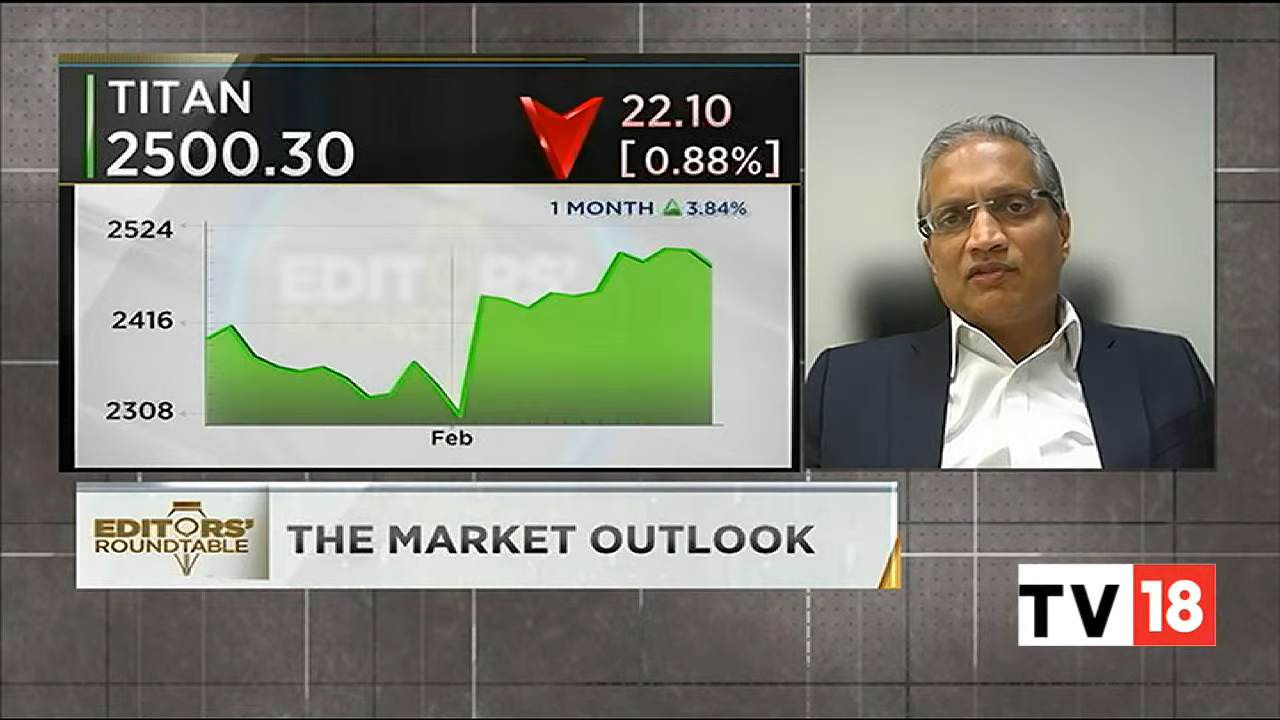 TITAN
2500.30
22.10
[0.88%]
1 MONTH 3.84%
2524
2416
2308
Feb
EDITORS'
ROUNDTABLE
THE MARKET OUTLOOK
TV18